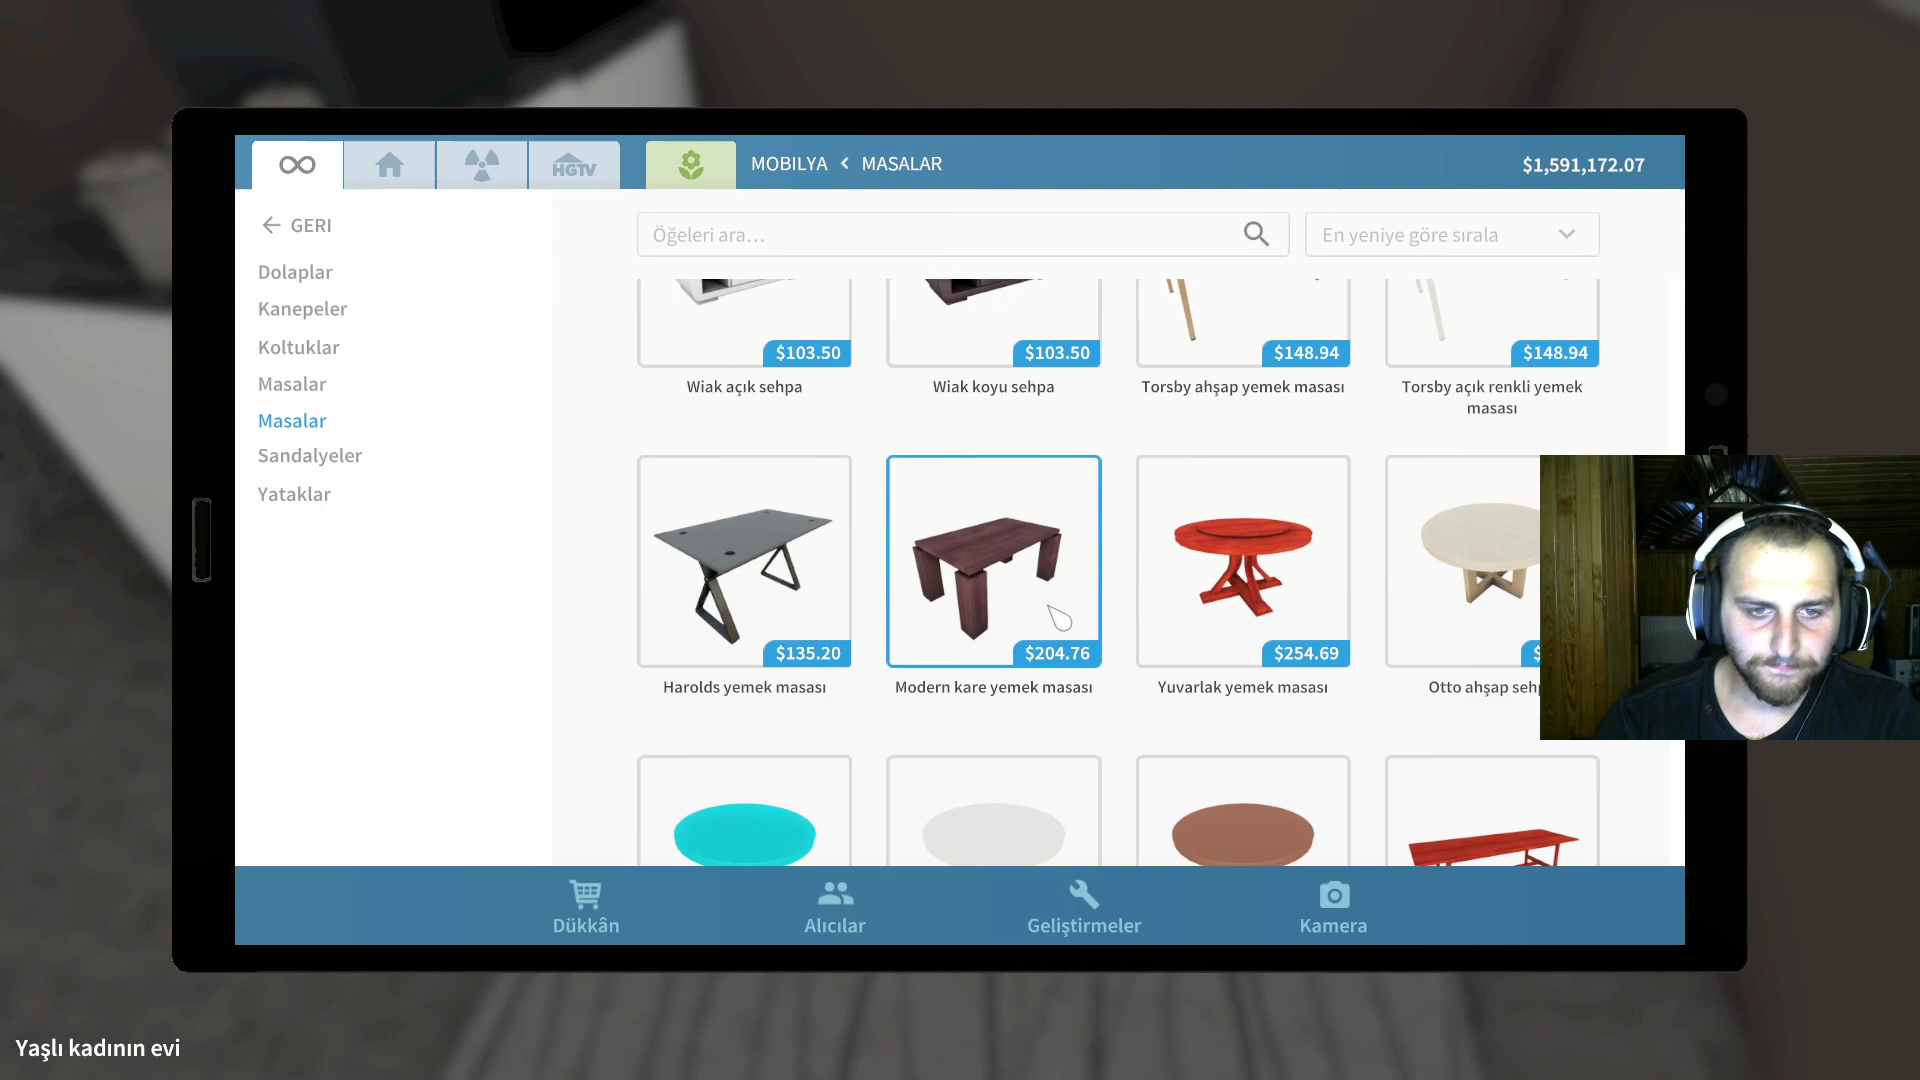 HGTV
MOBILYA < MASALAR
$1,591,172.07
GERI
Öğeleri ara...
En yeniye göre sırala
Dolaplar
Kanepeler
Koltuklar
Masalar
Masalar
Sandalyeler
Yataklar
$103.50
$103.50
$148.94
$148.94
Wiak açık sehpa
Wiak koyu sehpa
Torsby ahşap yemek masası
Torsby açık renkli yemek
masası
$135.20
$204.76
$254.69
$
Harolds yemek masası
Modern kare yemek masası
Yuvarlak yemek masası
Otto ahşap sehp
Dükkân
Alıcılar
Geliştirmeler
Kamera
Yaşlı kadının evi